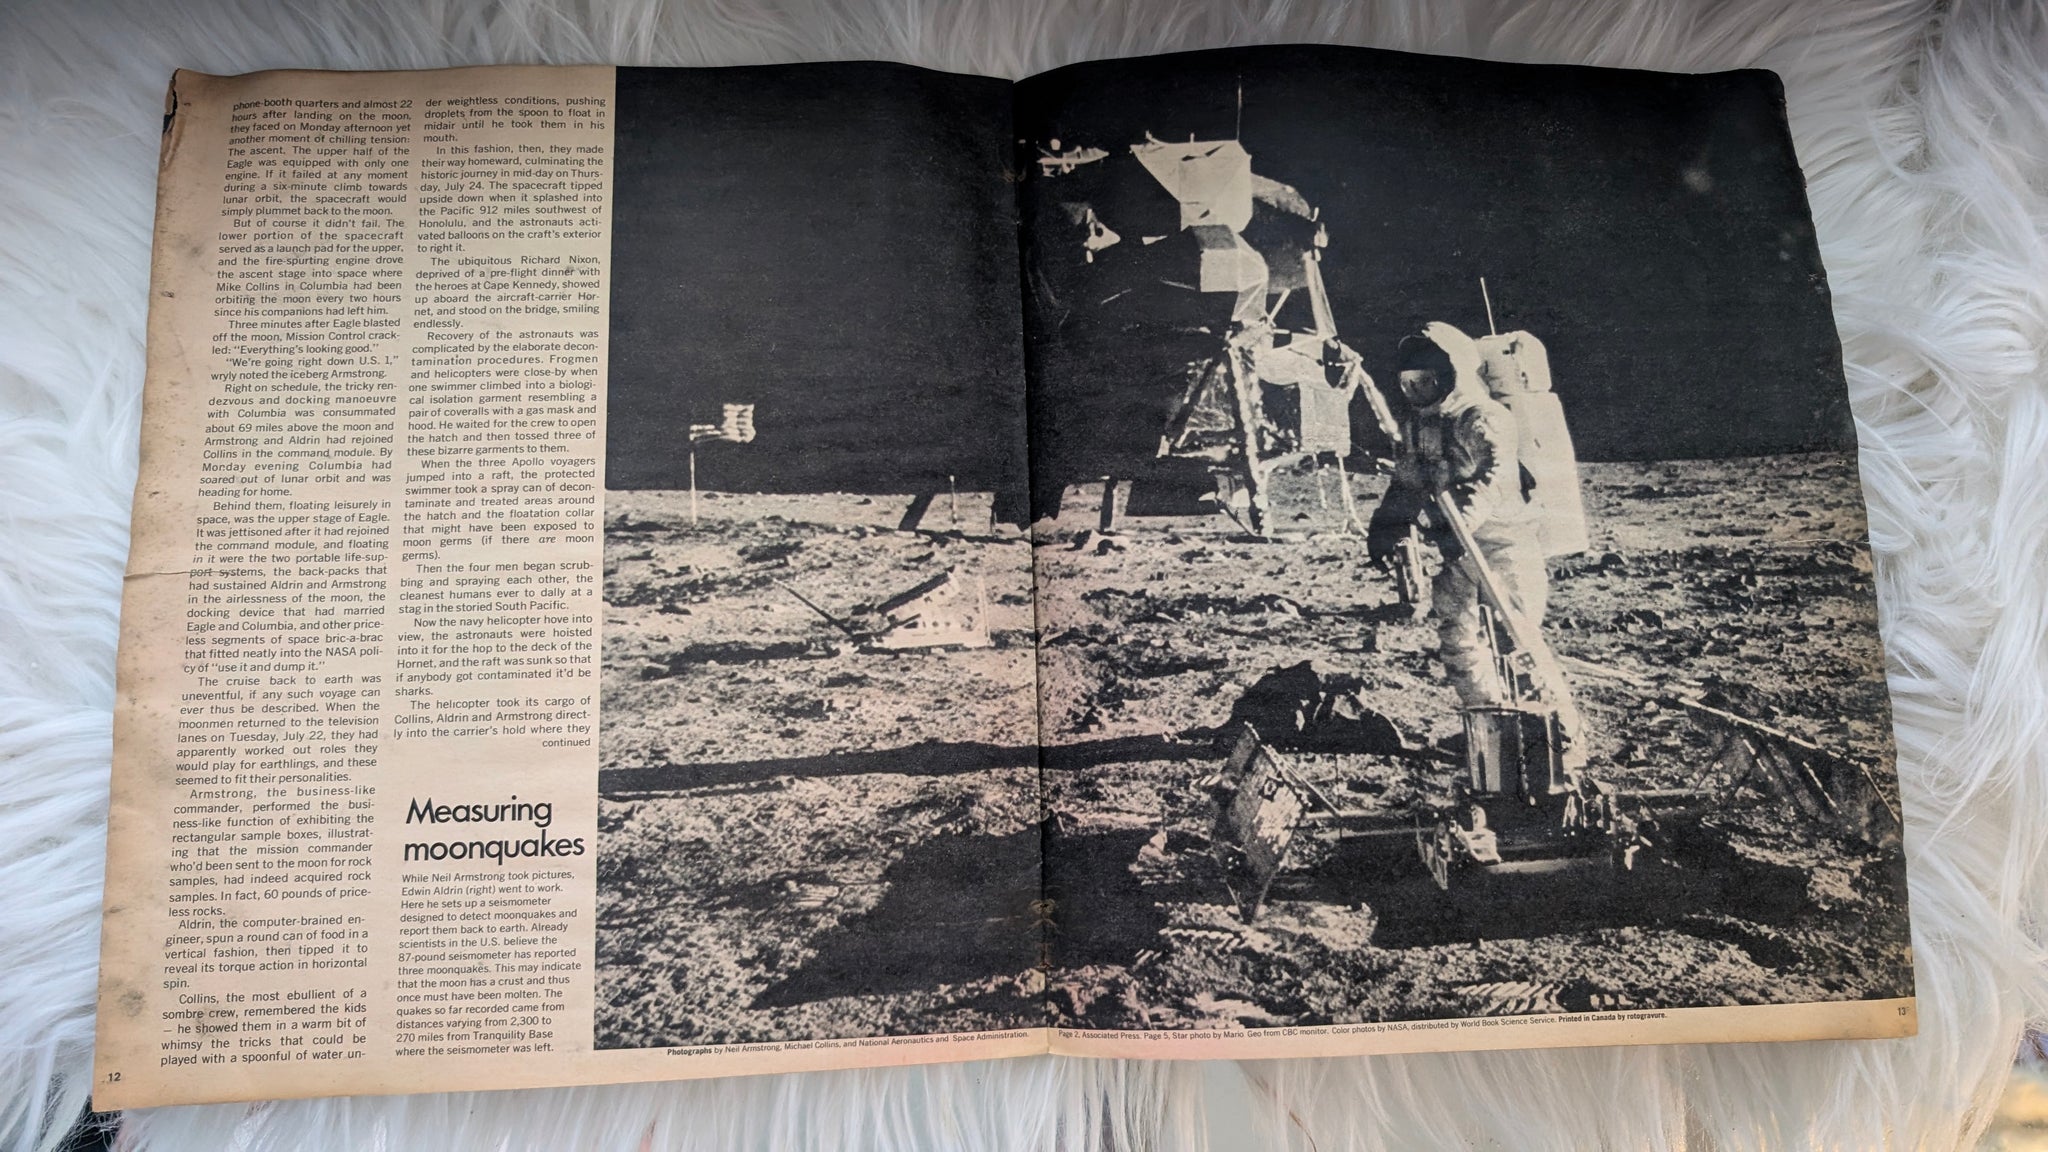 phone-booth quarters and almost 22
hours after landing on the moon,
they faced on Monday afternoon yet
another moment of chilling tension:
The ascent. The upper half of the
Eagle was equipped with only one
engine. If it failed at any moment
during a six-minute climb towards
lunar orbit, the spacecraft would
simply plummet back to the moon.
But of course it didn't fail. The
lower portion of the spacecraft
served as a launch pad for the upper,
and the fire-spurting engine drove
the ascent stage into space where
Mike Collins in Columbia had been
orbiting the moon every two hours
since his companions had left him.
Three minutes after Eagle blasted
off the moon, Mission Control crack-
led: "Everything's looking good."
"We're going right down U.S. 1,"
wryly noted the iceberg Armstrong.
Right on schedule, the tricky ren-
dezvous and docking manoeuvre
with Columbia was consummated
about 69 miles above the moon and
Armstrong and Aldrin had rejoined
Collins in the command module. By
Monday evening Columbia had
soared out of lunar orbit and was
heading for home.
Behind them, floating leisurely in
space, was the upper stage of Eagle.
It was jettisoned after it had rejoined
the command module, and floating
in it were the two portable life-sup-
port systems, the back-packs that
had sustained Aldrin and Armstrong
in the airlessness of the moon, the
docking device that had married
Eagle and Columbia, and other price-
less segments of space bric-a-brac
that fitted neatly into the NASA poli-
cy of "use it and dump it."
The cruise back to earth was
uneventful, if any such voyage can
ever thus be described. When the
moonmen returned to the television
lanes on Tuesday, July 22, they had
apparently worked out roles they
would play for earthlings, and these
seemed to fit their personalities.
Armstrong, the business-like
commander, performed the busi-
ness-like function of exhibiting the
rectangular sample boxes, illustrat-
ing that the mission commander
who'd been sent to the moon for rock
samples, had indeed acquired rock
samples. In fact, 60 pounds of price-
less rocks.
Aldrin, the computer-brained en-
gineer, spun a round can of food in a
vertical fashion, then tipped it to
reveal its torque action in horizontal
spin.
Collins, the most ebullient of a
sombre crew, remembered the kids
— he showed them in a warm bit of
whimsy the tricks that could be
played with a spoonful of water un-
der weightless conditions, pushing
droplets from the spoon to float in
midair until he took them in his
mouth.
In this fashion, then, they made
their way homeward, culminating the
historic journey in mid-day on Thurs-
day, July 24. The spacecraft tipped
upside down when it splashed into
the Pacific 912 miles southwest of
Honolulu, and the astronauts acti-
vated balloons on the craft's exterior
to right it.
The ubiquitous Richard Nixon,
deprived of a pre-flight dinner with
the heroes at Cape Kennedy, showed
up aboard the aircraft-carrier Hor-
net, and stood on the bridge, smiling
endlessly.
Recovery of the astronauts was
complicated by the elaborate decon-
tamination procedures. Frogmen
and helicopters were close-by when
one swimmer climbed into a biologi-
cal isolation garment resembling a
pair of coveralls with a gas mask and
hood. He waited for the crew to open
the hatch and then tossed three of
these bizarre garments to them.
When the three Apollo voyagers
jumped into a raft, the protected
swimmer took a spray can of decon-
taminate and treated areas around
the hatch and the floatation collar
that might have been exposed to
moon germs (if there are moon
germs).
Then the four men began scrub-
bing and spraying each other, the
cleanest humans ever to dally at a
stag in the storied South Pacific.
Now the navy helicopter hove into
view, the astronauts were hoisted
into it for the hop to the deck of the
Hornet, and the raft was sunk so that
if anybody got contaminated it'd be
sharks.
The helicopter took its cargo of
Collins, Aldrin and Armstrong direct-
ly into the carrier's hold where they
continued
Measuring
moonquakes
While Neil Armstrong took pictures,
Edwin Aldrin (right) went to work.
Here he sets up a seismometer
designed to detect moonquakes and
report them back to earth. Already
scientists in the U.S. believe the
87-pound seismometer has reported
three moonquakes. This may indicate
that the moon has a crust and thus
once must have been molten. The
quakes so far recorded came from
distances varying from 2,300 to
270 miles from Tranquility Base
where the seismometer was left.
12
Photographs by Neil Armstrong, Michael Collins, and National Aeronautics and Space Administration.
Page 2, Associated Press. Page 5, Star photo by Mario Geo from CBC monitor. Color photos by NASA, distributed by World Book Science Service. Printed in Canada by rotogravure.
13